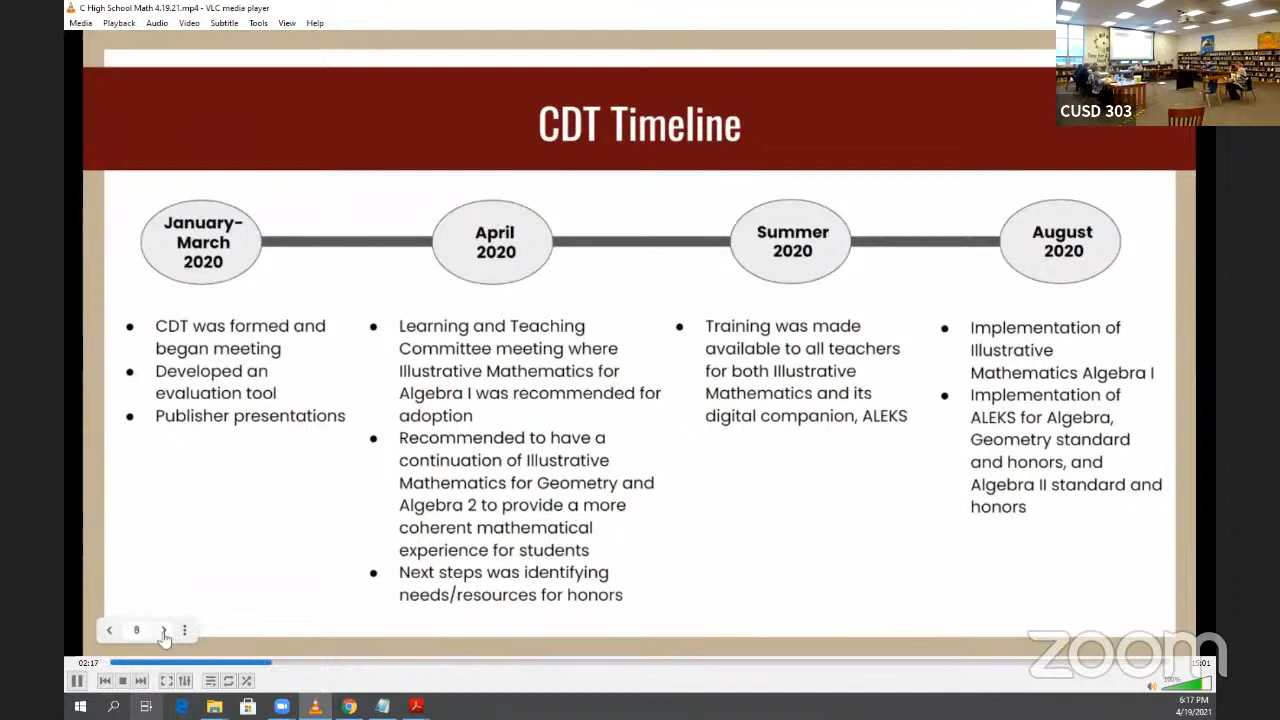 C High School Math 4.19.21.mp4 - VLC media player
Media Playback Audio Video Subtitle Tools View Help
CUSD 303
CDT Timeline
January-
March
2020
April
2020
Summer
2020
August
2020
● CDT was formed and
began meeting
● Developed an
evaluation tool
● Publisher presentations
● Learning and Teaching
Committee meeting where
Illustrative Mathematics for
Algebra I was recommended for
adoption
● Recommended to have a
continuation of Illustrative
Mathematics for Geometry and
Algebra 2 to provide a more
coherent mathematical
experience for students
● Next steps was identifying
needs/resources for honors
● Training was made
available to all teachers
for both Illustrative
Mathematics and its
digital companion, ALEKS
● Implementation of
Illustrative
Mathematics Algebra I
● Implementation of
ALEKS for Algebra,
Geometry standard
and honors, and
Algebra II standard and
honors
8
zoom
02:17
15:01
100%
6:17 PM
4/19/2021